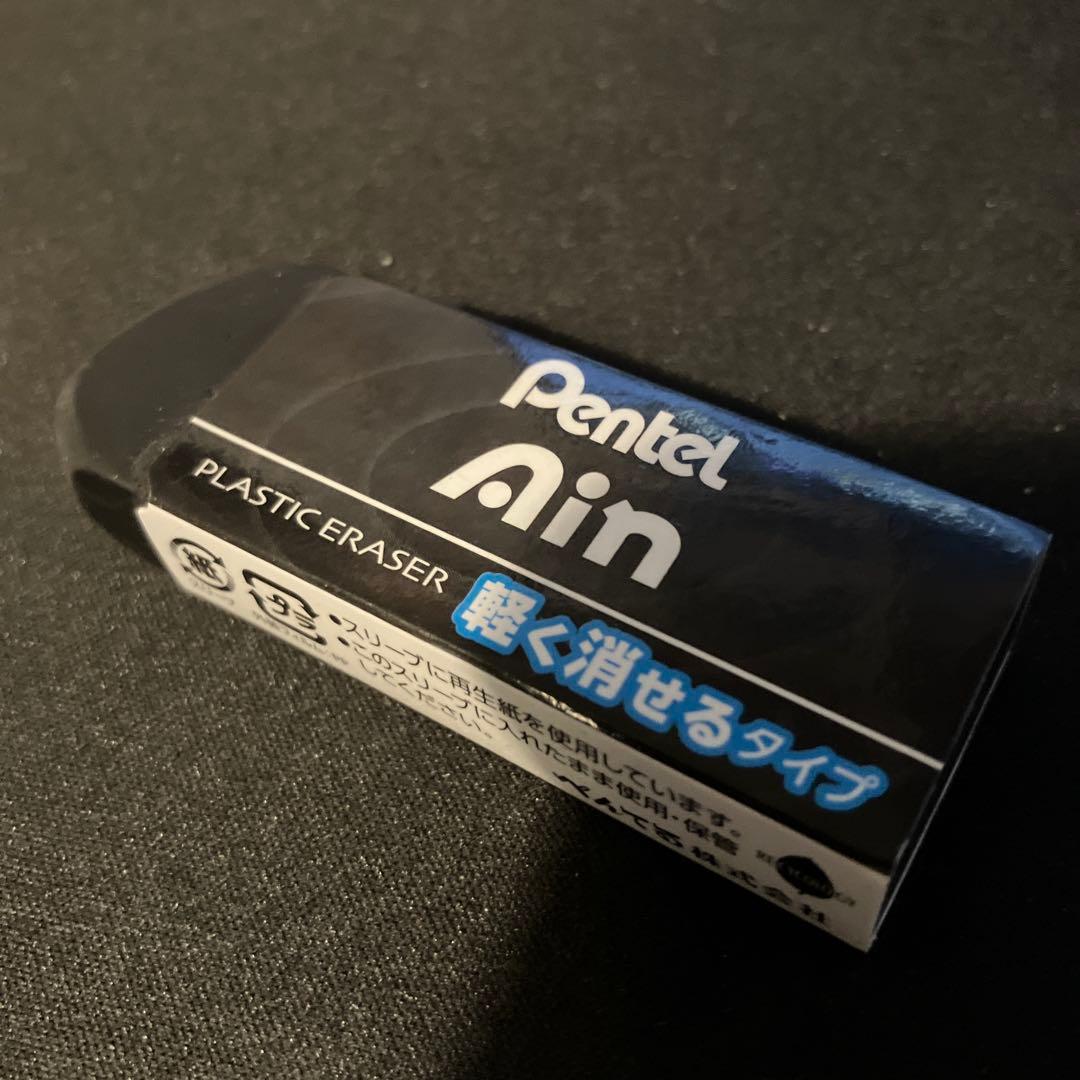 Pentel
Ain
PLASTIC ERASER
軽く消せるタイプ
紙
プラ
•スリーブに再生紙を使用しています。
•このスリーブに入れたまま使用・保管
してください。
ぺんてる株式会社